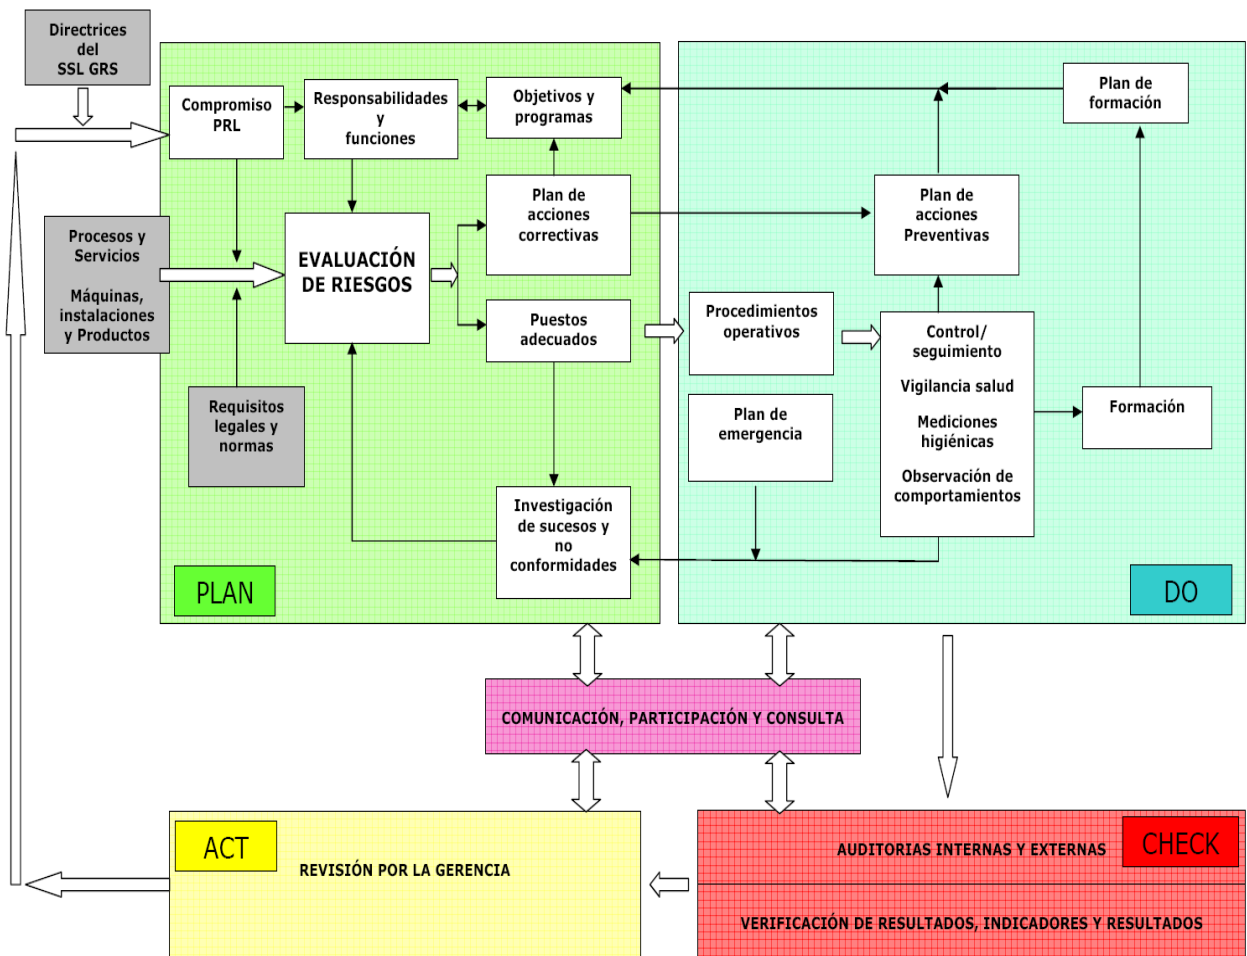 Directrices
del
SSL GRS
Compromiso
PRL
Responsabilidades
y
funciones
Objetivos y
programas
Plan de
formación
Procesos y
Servicios
Máquinas,
instalaciones
y Productos
EVALUACIÓN
DE RIESGOS
Plan de
acciones
correctivas
Plan de
acciones
Preventivas
Puestos
adecuados
Procedimientos
operativos
Control/
seguimiento
Vigilancia salud
Mediciones
higiénicas
Observación de
comportamientos
Requisitos
legales y
normas
Plan de
emergencia
Formación
Investigación
de sucesos y
no
conformidades
PLAN
DO
COMUNICACIÓN, PARTICIPACIÓN Y CONSULTA
ACT
REVISIÓN POR LA GERENCIA
AUDITORIAS INTERNAS Y EXTERNAS
CHECK
VERIFICACIÓN DE RESULTADOS, INDICADORES Y RESULTADOS